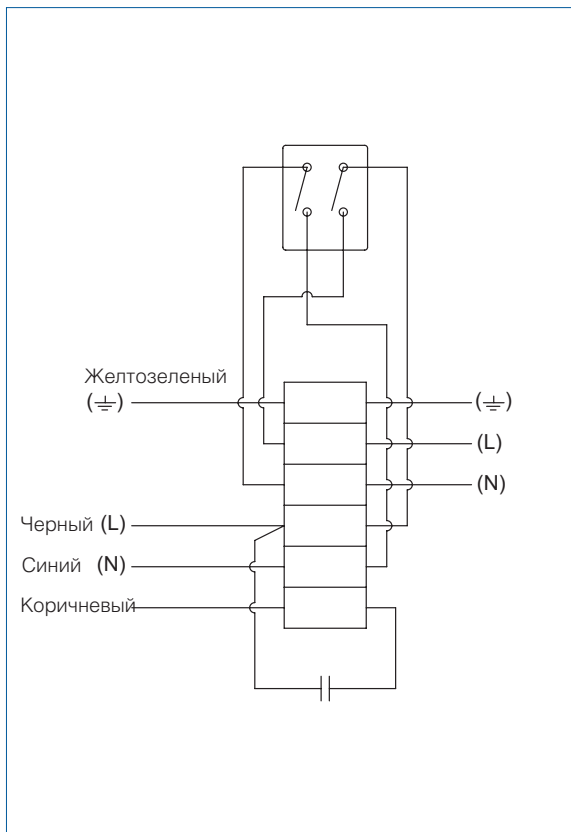 Желтозеленый
(⏚) (⏚)
(L)
(N)
Черный (L)
Синий (N)
Коричневый